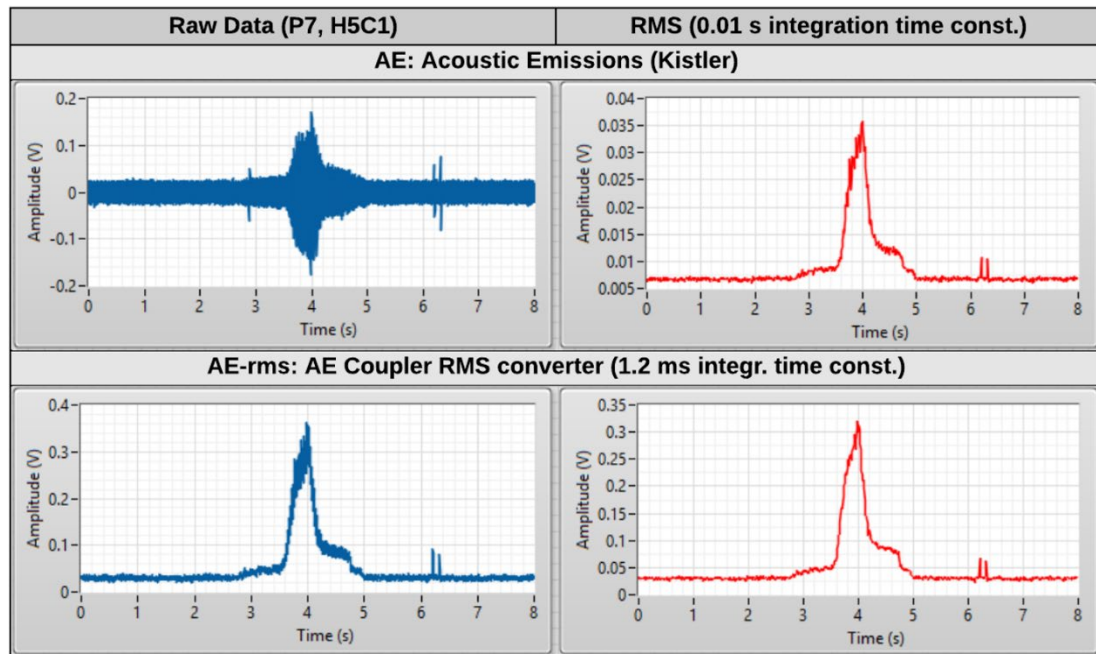 Raw Data (P7, H5C1)
RMS (0.01 s integration time const.)
AE: Acoustic Emissions (Kistler)
Amplitude (V)
0.2
0.1
0
-0.1
-0.2
0 1 2 3 4 5 6 7 8
Time (s)
Amplitude (V)
0.04
0.035
0.03
0.025
0.02
0.015
0.01
0.005
0 1 2 3 4 5 6 7 8
Time (s)
AE-rms: AE Coupler RMS converter (1.2 ms integr. time const.)
Amplitude (V)
0.4
0.3
0.2
0.1
0
0 1 2 3 4 5 6 7 8
Time (s)
Amplitude (V)
0.35
0.3
0.25
0.2
0.15
0.1
0.05
0
0 1 2 3 4 5 6 7 8
Time (s)